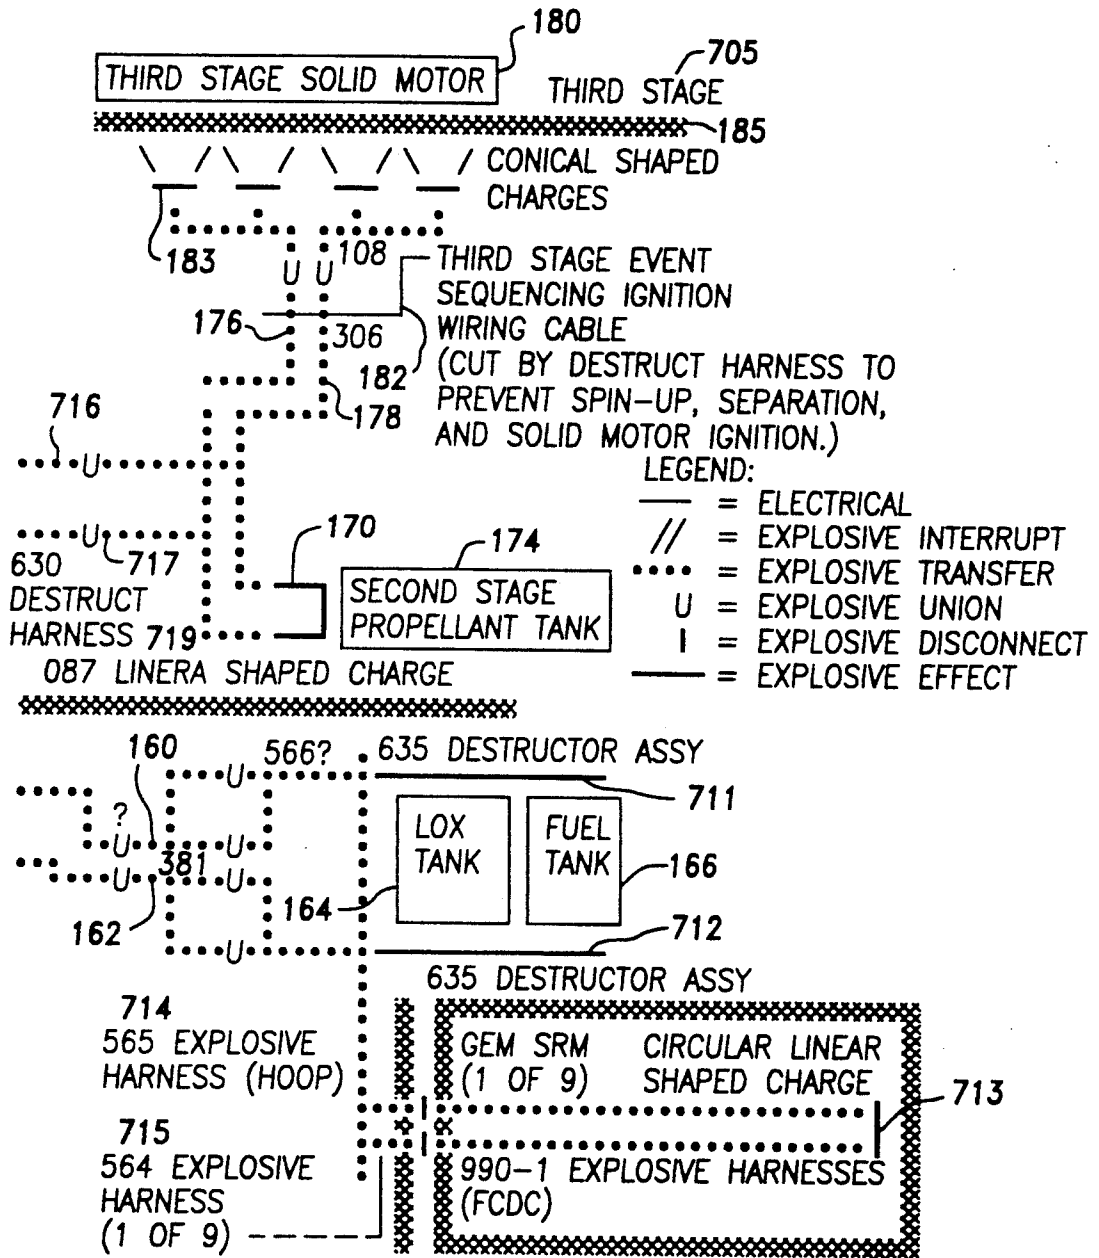 180
THIRD STAGE SOLID MOTOR
705
THIRD STAGE
185
CONICAL SHAPED
CHARGES
183
108
THIRD STAGE EVENT
SEQUENCING IGNITION
WIRING CABLE
(CUT BY DESTRUCT HARNESS TO
PREVENT SPIN-UP, SEPARATION,
AND SOLID MOTOR IGNITION.)
176
306
182
178
716
U
U
U
U
717
630
DESTRUCT
HARNESS
719
170
174
SECOND STAGE
PROPELLANT TANK
LEGEND:
— = ELECTRICAL
// = EXPLOSIVE INTERRUPT
•••• = EXPLOSIVE TRANSFER
U = EXPLOSIVE UNION
I = EXPLOSIVE DISCONNECT
— = EXPLOSIVE EFFECT
087 LINERA SHAPED CHARGE
160
566?
635 DESTRUCTOR ASSY
711
?
U
U
U
U
U
U
381
162
LOX
TANK
FUEL
TANK
164
166
712
635 DESTRUCTOR ASSY
714
565 EXPLOSIVE
HARNESS (HOOP)
715
564 EXPLOSIVE
HARNESS
(1 OF 9)
GEM SRM
(1 OF 9)
CIRCULAR LINEAR
SHAPED CHARGE
713
990-1 EXPLOSIVE HARNESSES
(FCDC)